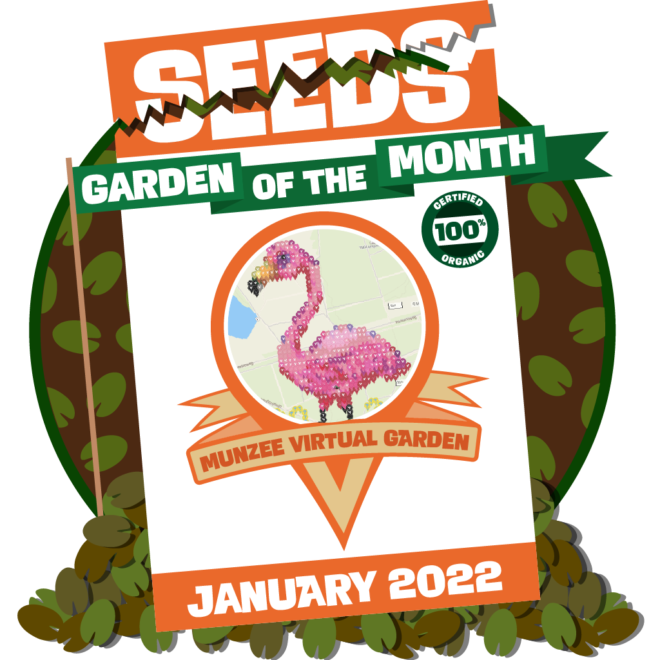 SEEDS
GARDEN OF THE MONTH
CERTIFIED
100%
ORGANIC
MUNZEE VIRTUAL GARDEN
JANUARY 2022